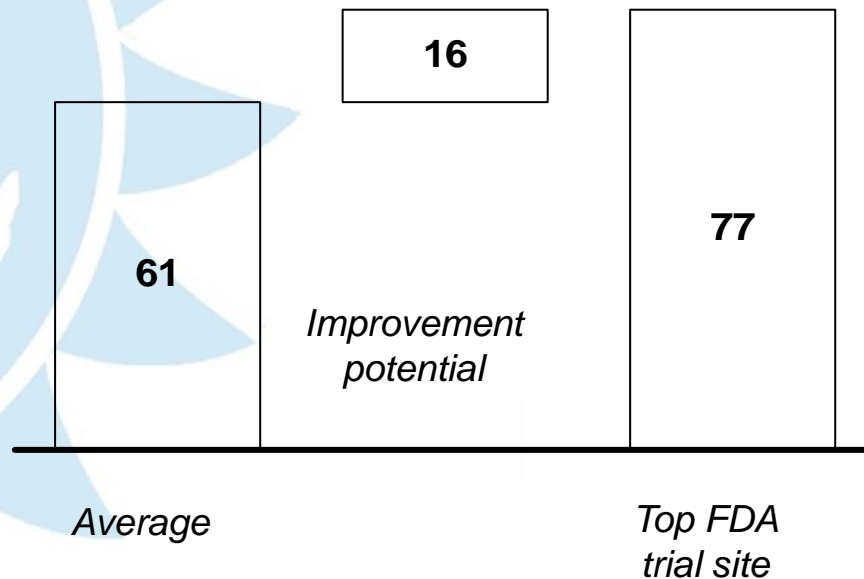 16
77
61
Improvement
potential
Average
Top FDA
trial site